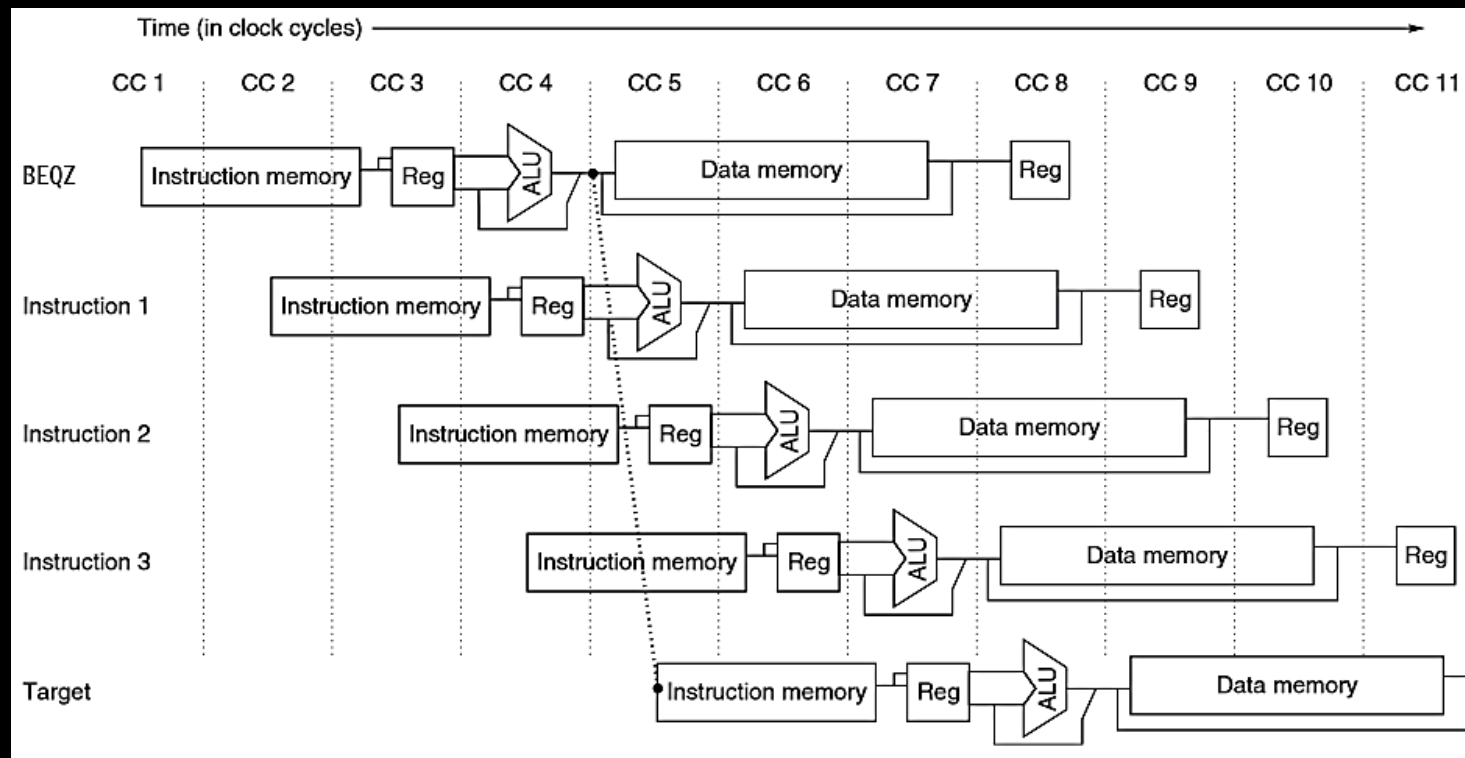 Time (in clock cycles)
CC 1 CC 2 CC 3 CC 4 CC 5 CC 6 CC 7 CC 8 CC 9 CC 10 CC 11
BEQZ Instruction memory Reg ALU Data memory Reg
Instruction 1 Instruction memory Reg ALU Data memory Reg
Instruction 2 Instruction memory Reg ALU Data memory Reg
Instruction 3 Instruction memory Reg ALU Data memory Reg
Target Instruction memory Reg ALU Data memory